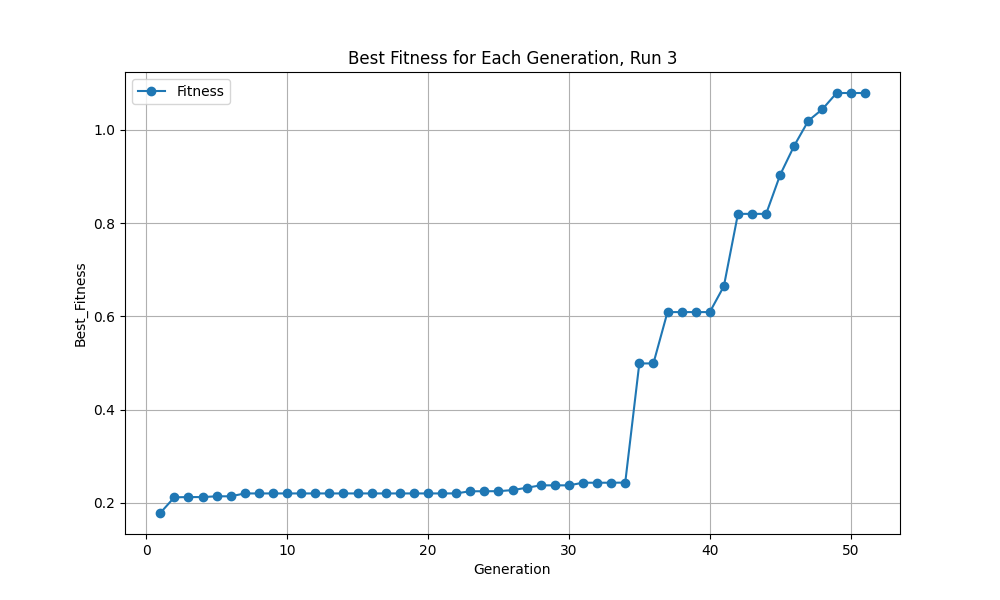 Best Fitness for Each Generation, Run 3
Fitness
1.0
0.8
0.6
0.4
0.2
Best_Fitness
0 10 20 30 40 50
Generation